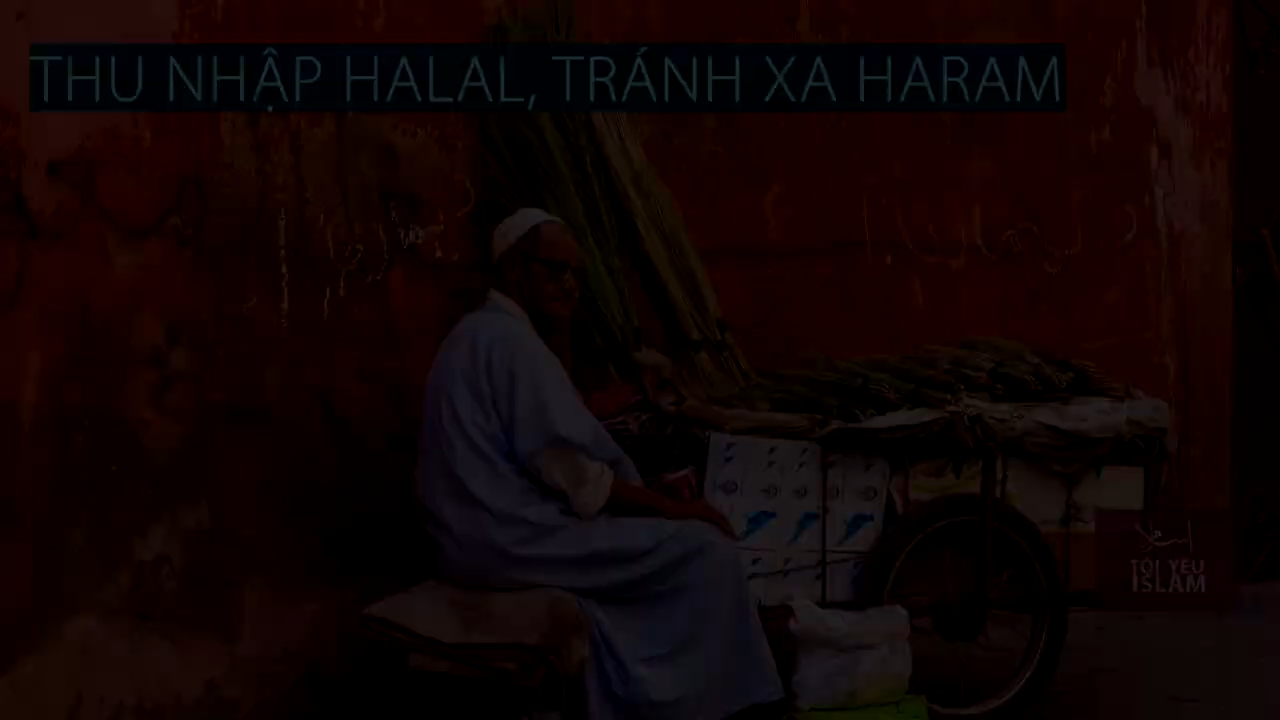 THU NHẬP HALAL, TRÁNH XA HARAM
TÔI YÊU
ISLAM